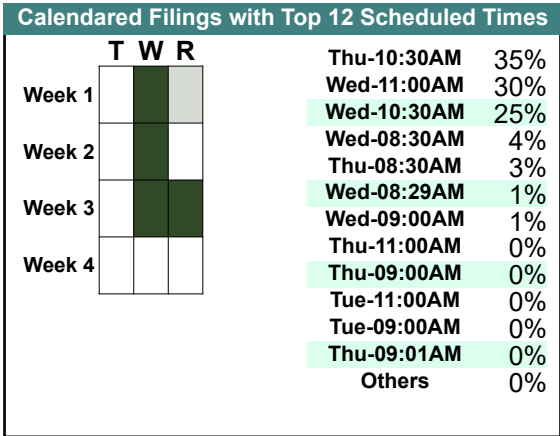 Calendared Filings with Top 12 Scheduled Times
T W R
Week 1
Week 2
Week 3
Week 4
Thu-10:30AM 35%
Wed-11:00AM 30%
Wed-10:30AM 25%
Wed-08:30AM 4%
Thu-08:30AM 3%
Wed-08:29AM 1%
Wed-09:00AM 1%
Thu-11:00AM 0%
Thu-09:00AM 0%
Tue-11:00AM 0%
Tue-09:00AM 0%
Thu-09:01AM 0%
Others 0%